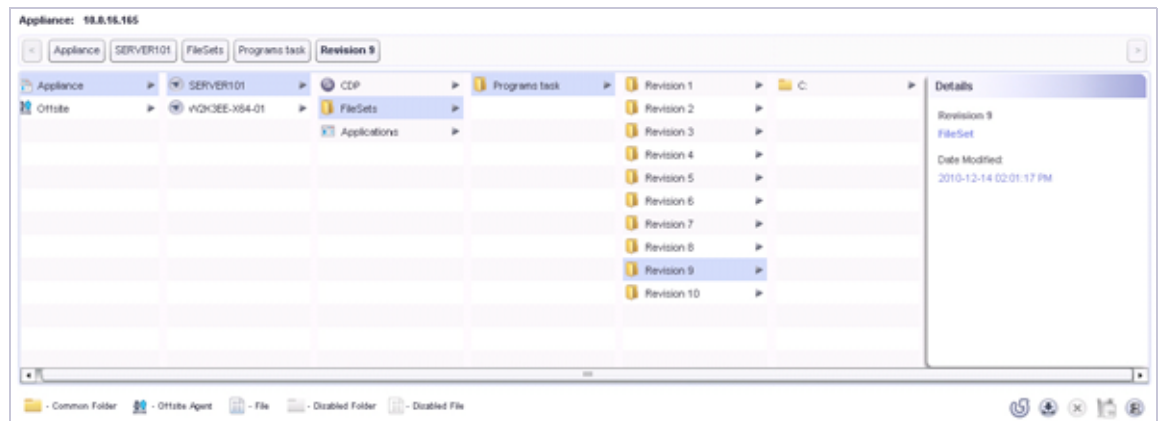 Appliance: 10.0.16.165
< Appliance SERVER101 FileSets Programs task Revision 9 >
Appliance SERVER101 CDP Programs task Revision 1 C: Details
Offsite W2K3EE-X64-01 FileSets Revision 2
Applications Revision 3
Revision 4
Revision 5
Revision 6
Revision 7
Revision 8
Revision 9
Revision 10
Revision 9
FileSet
Date Modified:
2010-12-14 02:01:17 PM
- Common Folder - Offsite Agent - File - Disabled Folder - Disabled File